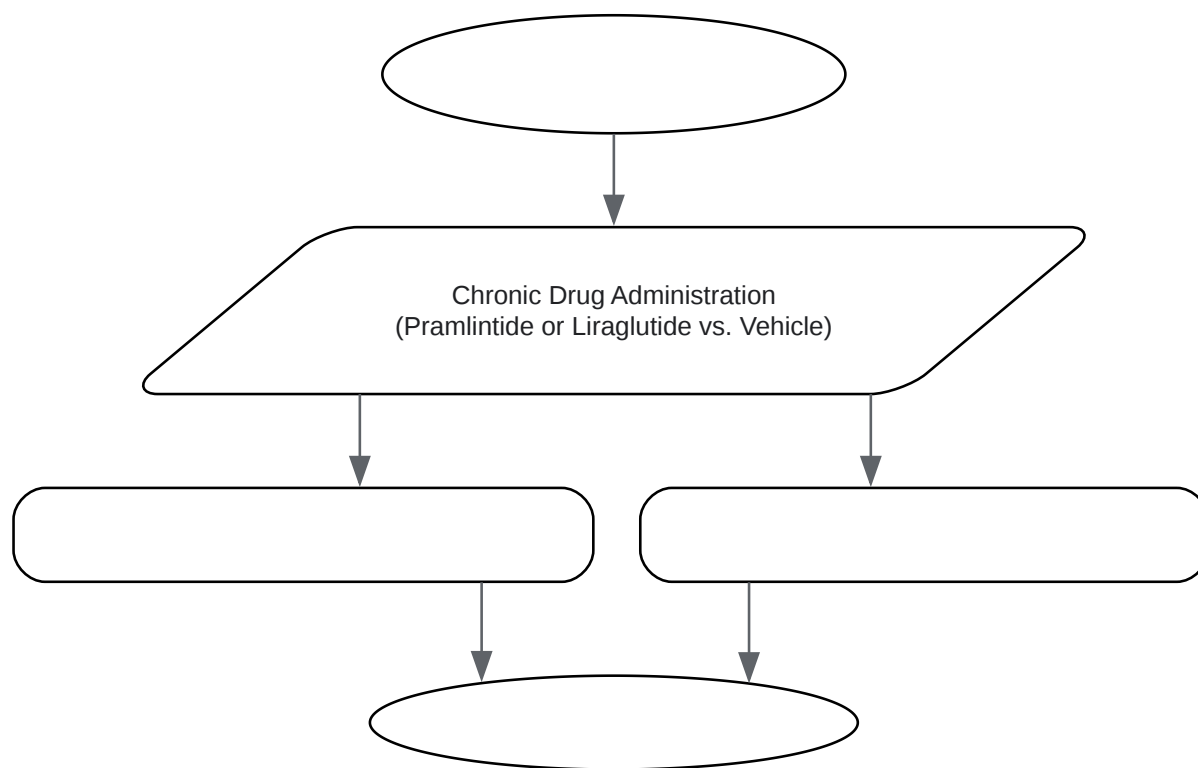 Chronic Drug Administration
(Pramlintide or Liraglutide vs. Vehicle)